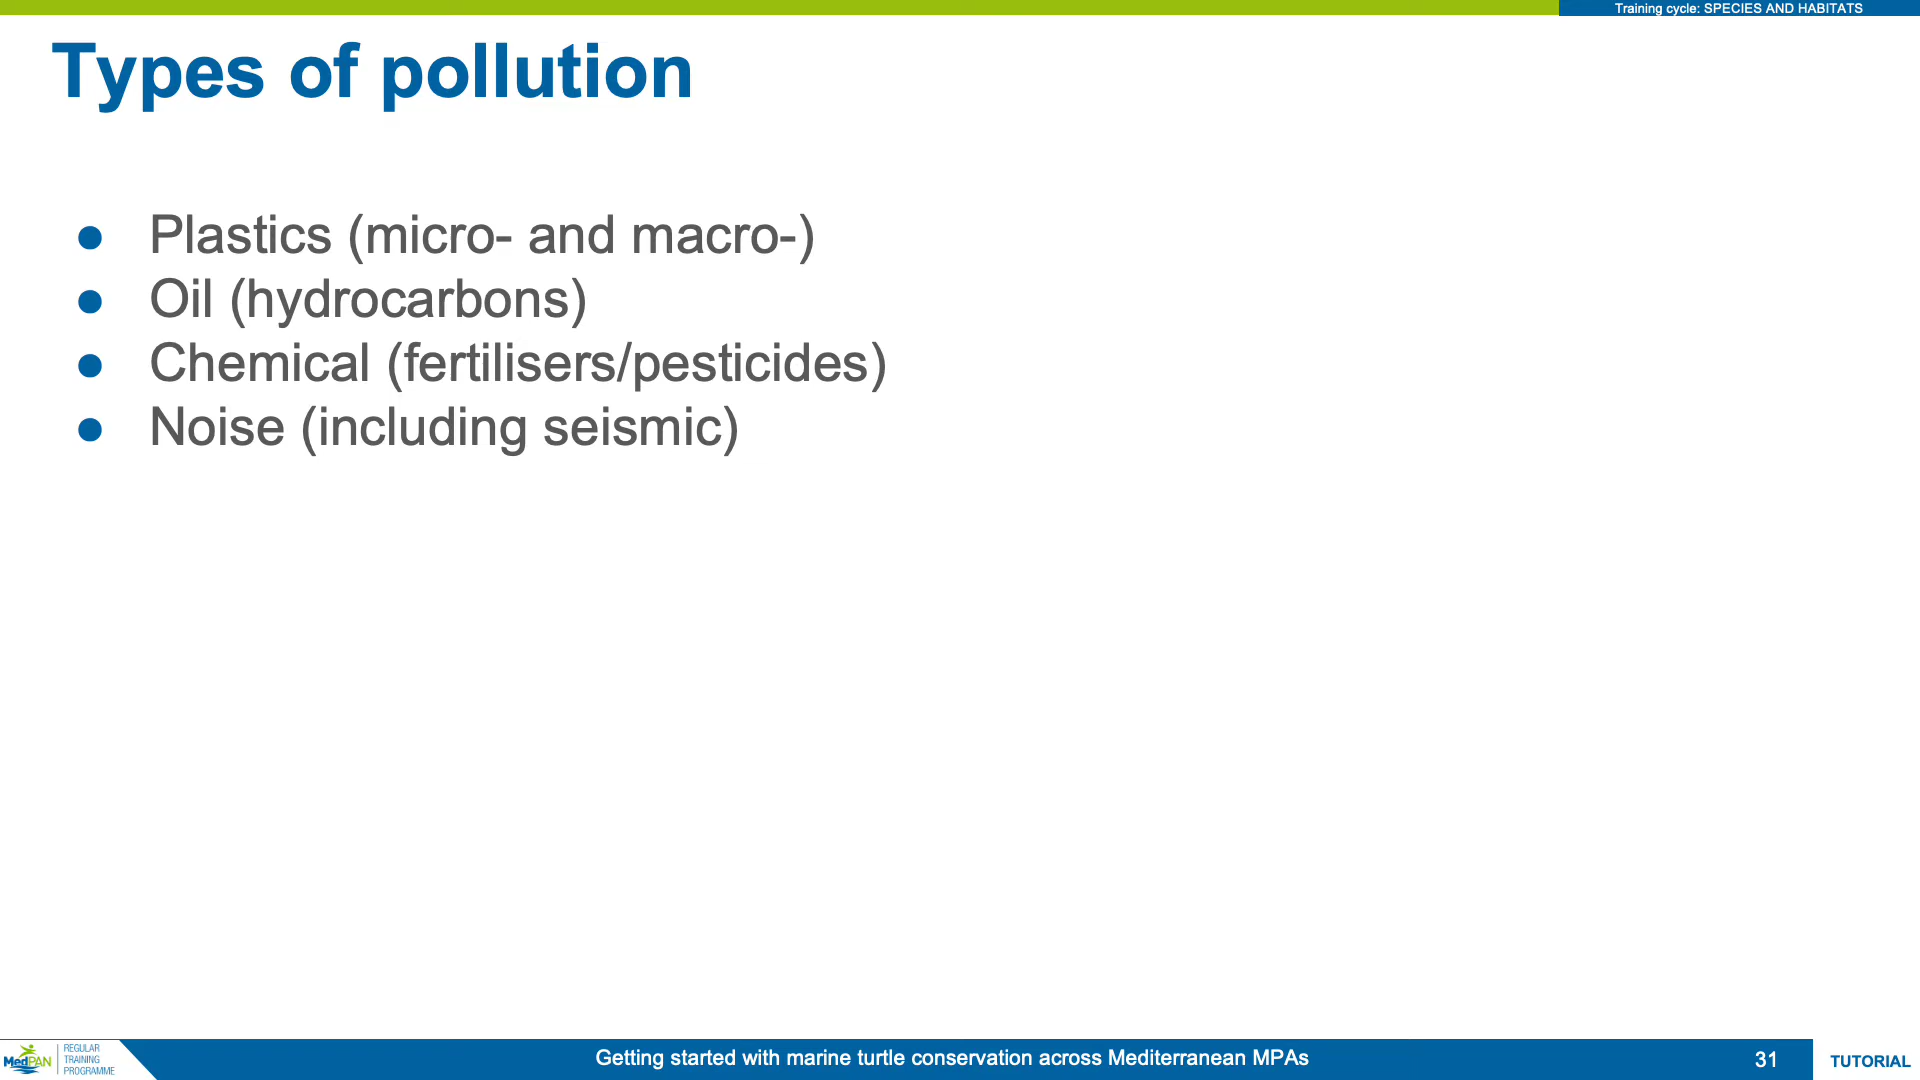 Training cycle: SPECIES AND HABITATS
Types of pollution
● Plastics (micro- and macro-)
● Oil (hydrocarbons)
● Chemical (fertilisers/pesticides)
● Noise (including seismic)
MedPAN
REGULAR
TRAINING
PROGRAMME
Getting started with marine turtle conservation across Mediterranean MPAs
31
TUTORIAL